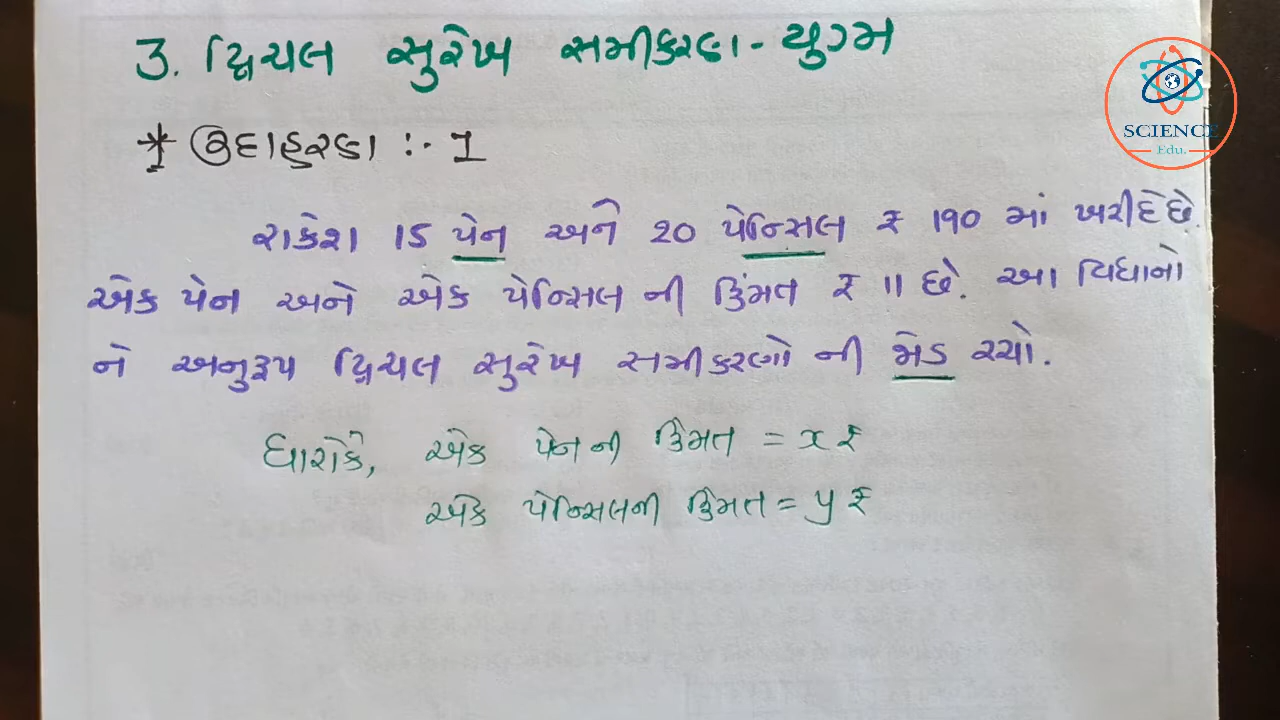 3. દ્વિચલ સુરેખ સમીકરણ - યુગ્મ
* ઉદાહરણ :- 1
રાકેશ 15 પેન અને 20 પેન્સિલ ₹ 190 માં ખરીદે છે.
એક પેન અને એક પેન્સિલ ની કિંમત ₹ 11 છે. આ વિધાનો
ને અનુરૂપ દ્વિચલ સુરેખ સમીકરણો ની જોડ રચો.
ધારોકે, એક પેન ની કિંમત = x ₹
એક પેન્સિલની કિંમત = y ₹
SCIENCE
Edu.